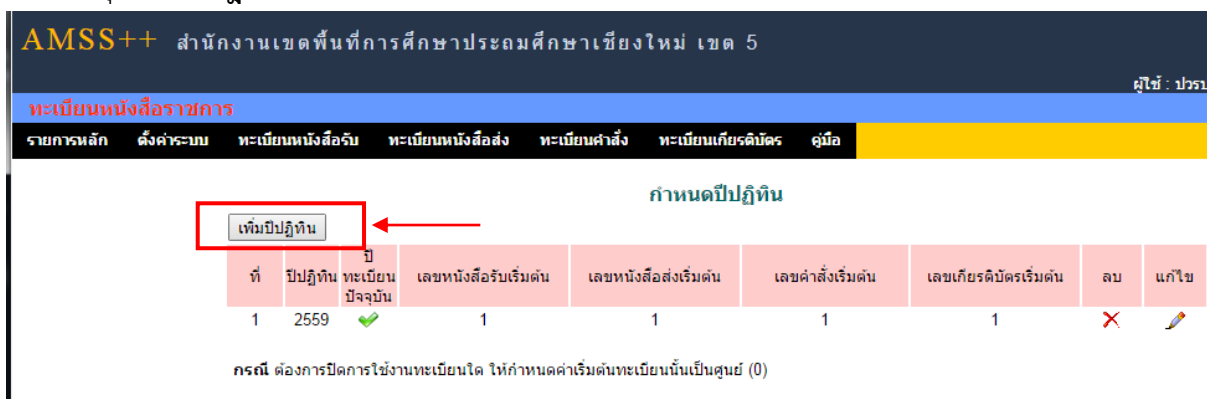 AMSS++ สำนักงานเขตพื้นที่การศึกษาประถมศึกษาเชียงใหม่ เขต 5
ผู้ใช้ :
ทะเบียนหนังสือราชการ
รายการหลัก ตั้งค่าระบบ ทะเบียนหนังสือรับ ทะเบียนหนังสือส่ง ทะเบียนคำสั่ง ทะเบียนเกียรติบัตร คู่มือ
กำหนดปีปฏิทิน
เพิ่มปีปฏิทิน
ที่ ปีปฏิทิน ปีทะเบียนปัจจุบัน เลขหนังสือรับเริ่มต้น เลขหนังสือส่งเริ่มต้น เลขคำสั่งเริ่มต้น เลขเกียรติบัตรเริ่มต้น ลบ แก้ไข
1 2559 1 1 1 1
กรณี ต้องการปิดการใช้งานทะเบียนใด ให้กำหนดค่าเริ่มต้นทะเบียนนั้นเป็นศูนย์ (0)